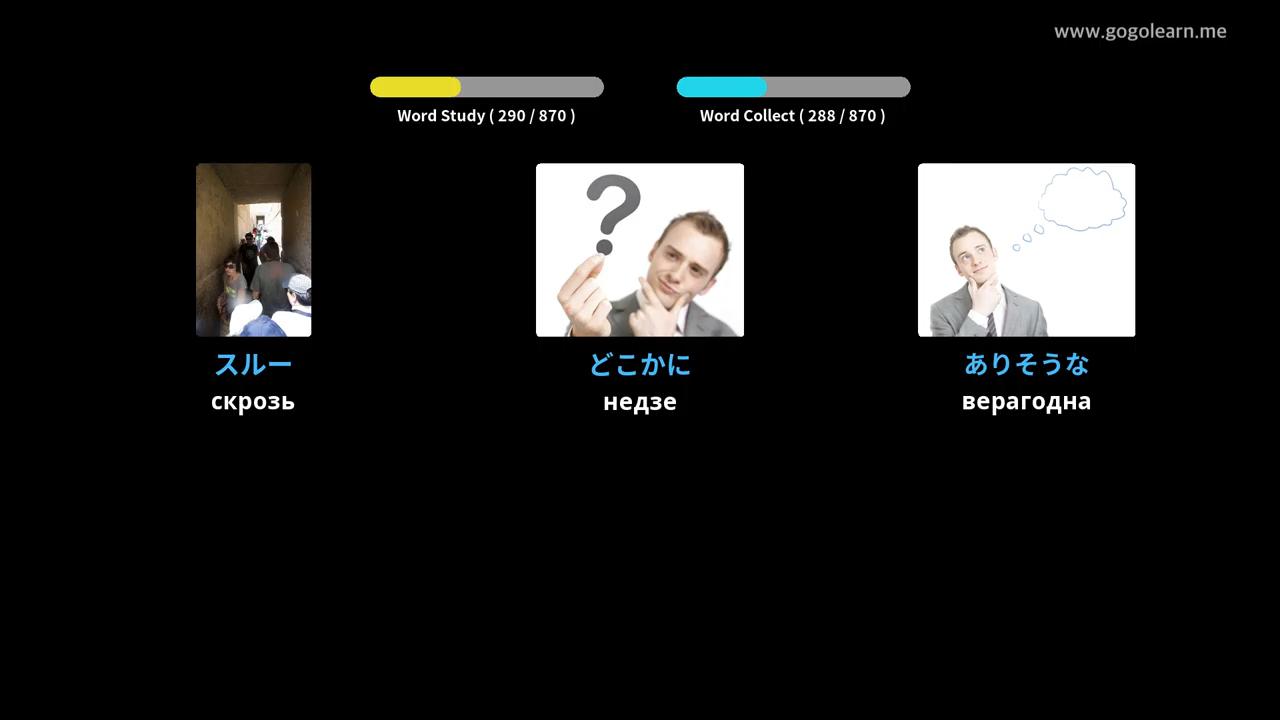 www.gogolearn.me
Word Study ( 290 / 870 )
Word Collect ( 288 / 870 )
スルー
どこかに
ありそうな
скрозь
недзе
верагодна